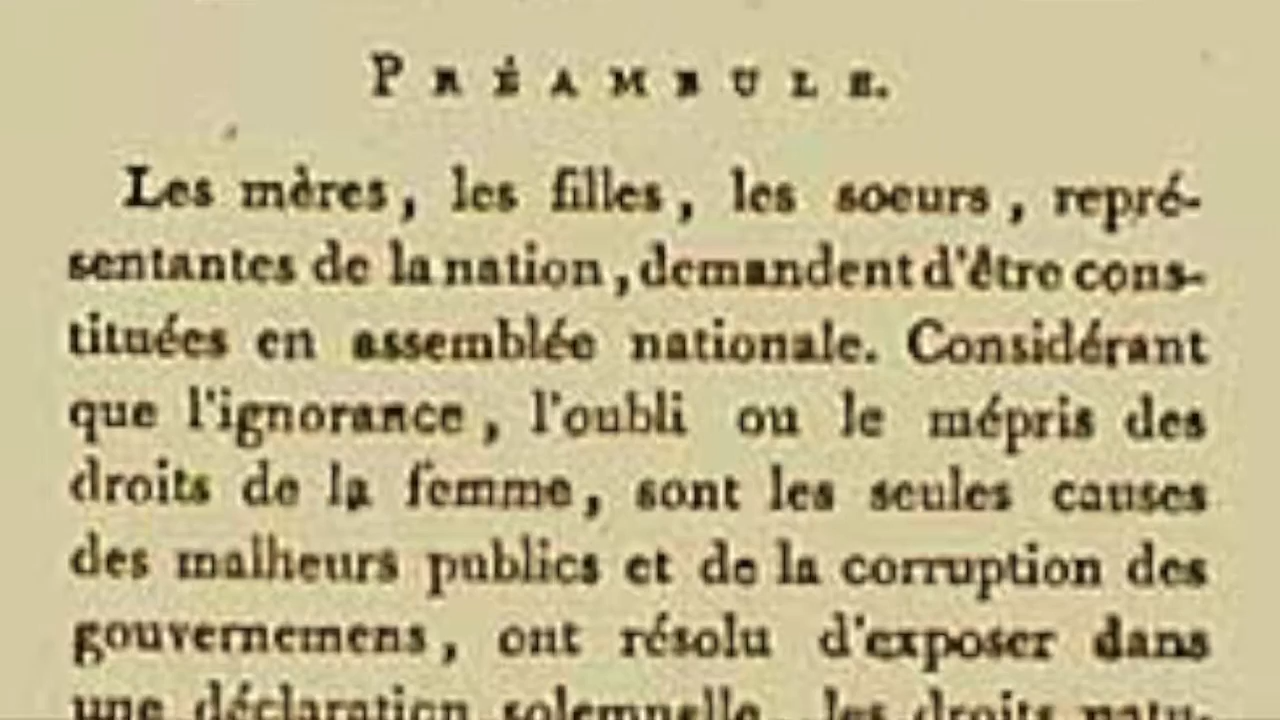 PRÉAMBULE.
Les mères, les filles, les soeurs, repré-
sentantes de la nation, demandent d'être cons-
tituées en assemblée nationale. Considérant
que l'ignorance, l'oubli ou le mépris des
droits de la femme, sont les seules causes
des malheurs publics et de la corruption des
gouvernemens, ont résolu d'exposer dans
une déclaration solemnelle, les droits natu-